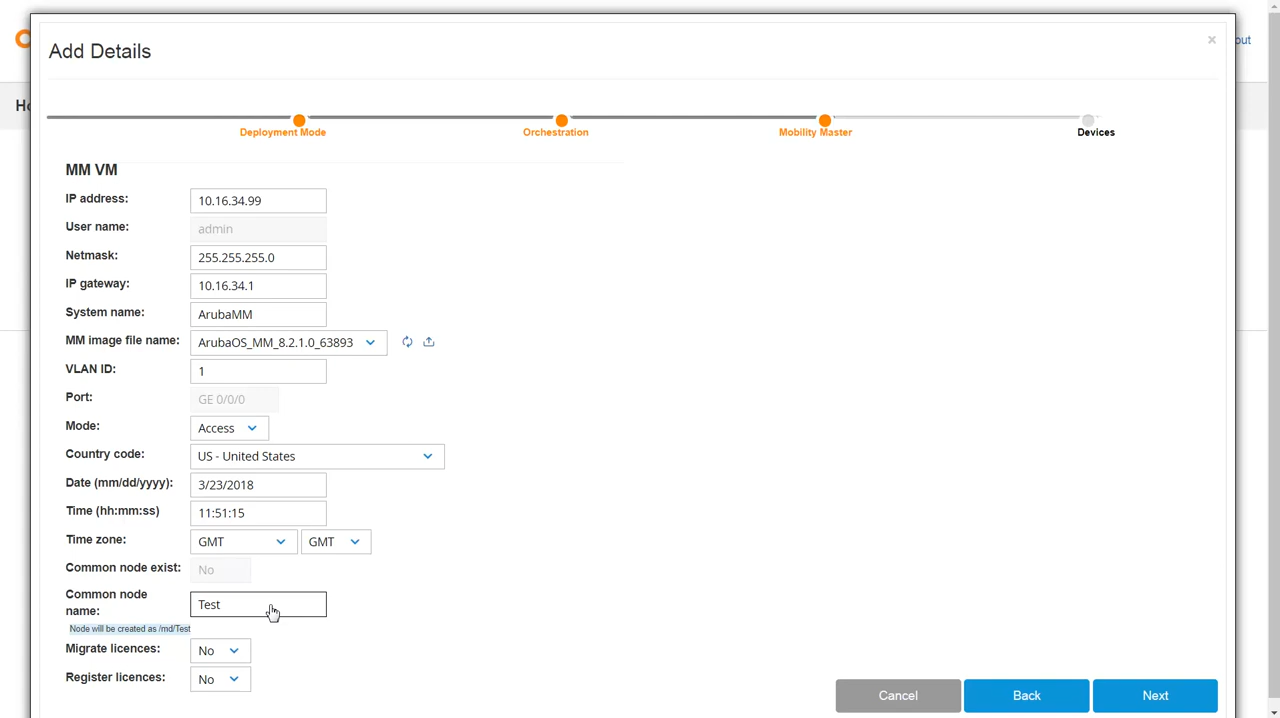 Add Details
×
out
Ho
Deployment Mode
Orchestration
Mobility Master
Devices
MM VM
IP address: 10.16.34.99
User name: admin
Netmask: 255.255.255.0
IP gateway: 10.16.34.1
System name: ArubaMM
MM image file name: ArubaOS_MM_8.2.1.0_63893
VLAN ID: 1
Port: GE 0/0/0
Mode: Access
Country code: US - United States
Date (mm/dd/yyyy): 3/23/2018
Time (hh:mm:ss) 11:51:15
Time zone: GMT GMT
Common node exist: No
Common node
name: Test
Node will be created as /md/Test
Migrate licences: No
Register licences: No
Cancel Back Next